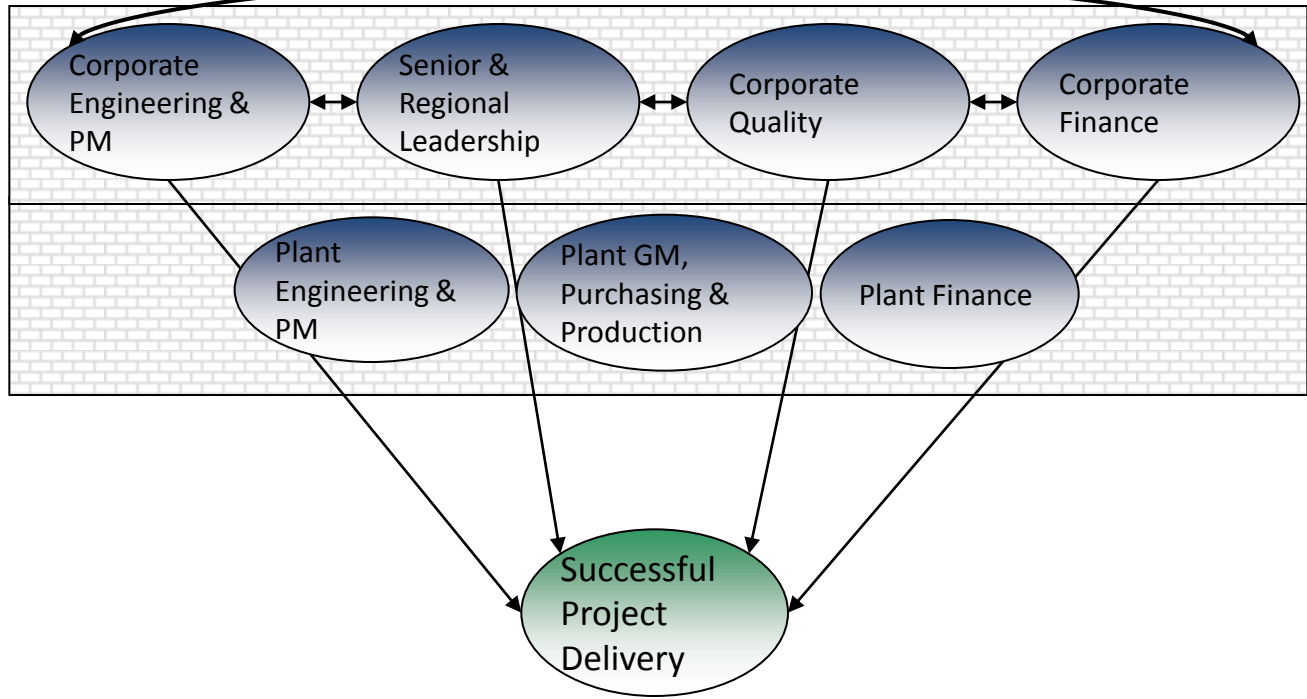 Corporate
Engineering &
PM
Senior &
Regional
Leadership
Corporate
Quality
Corporate
Finance
Plant
Engineering &
PM
Plant GM,
Purchasing &
Production
Plant Finance
Successful
Project
Delivery